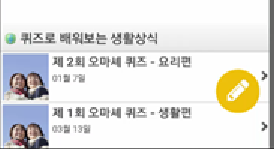 퀴즈로 배워보는 생활상식
제 2회 오마쎄 퀴즈 - 요리편
01월 7일
제 1회 오마쎄 퀴즈 - 생활편
03월 13일